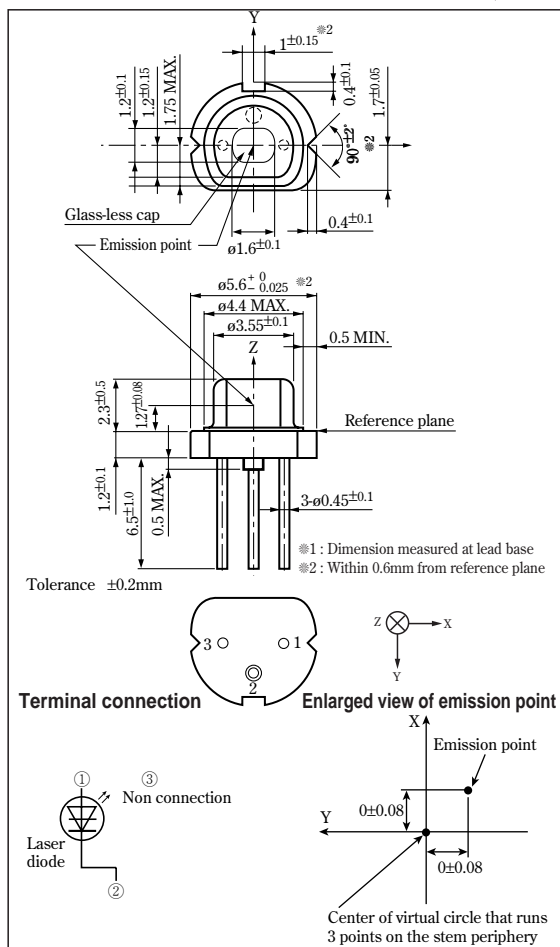 Y
1±0.15 ※2
1.2±0.1
1.2±0.15
1.75 MAX.
0.4±0.1
1.7±0.05
90°±2°
※2
Glass-less cap
Emission point
ø1.6±0.1
0.4±0.1
ø5.6 + 0 − 0.025 ※2
ø4.4 MAX.
ø3.55±0.1
0.5 MIN.
Z
2.3±0.5
1.27±0.08
Reference plane
1.2±0.1
6.5±1.0
0.5 MAX.
3-ø0.45±0.1
※1 : Dimension measured at lead base
※2 : Within 0.6mm from reference plane
Tolerance ±0.2mm
3
1
2
Z
X
Y
Terminal connection
Enlarged view of emission point
X
Emission point
① ③
Non connection
0±0.08
Laser
diode
Y
0±0.08
②
Center of virtual circle that runs
3 points on the stem periphery